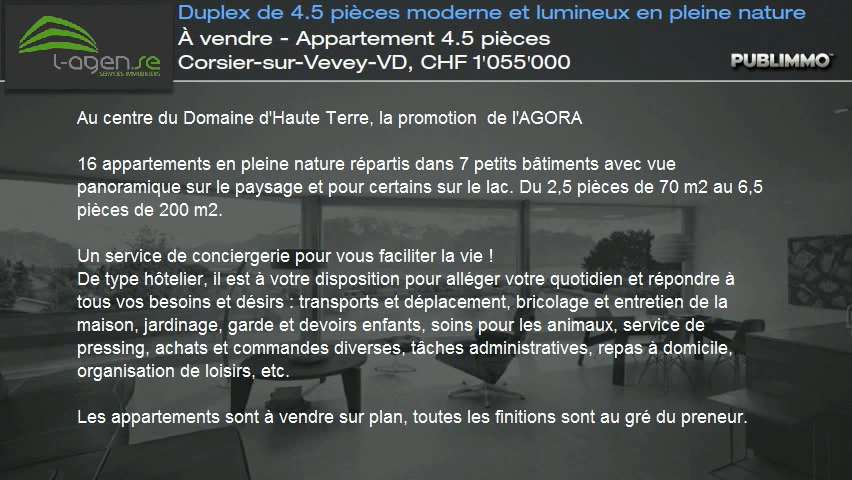 Duplex de 4.5 pièces moderne et lumineux en pleine nature
À vendre - Appartement 4.5 pièces
Corsier-sur-Vevey-VD, CHF 1'055'000
l-agen.se
SERVICES IMMOBILIERS
PUBLIMMO™
Au centre du Domaine d'Haute Terre, la promotion  de l'AGORA
16 appartements en pleine nature répartis dans 7 petits bâtiments avec vue
panoramique sur le paysage et pour certains sur le lac. Du 2,5 pièces de 70 m2 au 6,5
pièces de 200 m2.
Un service de conciergerie pour vous faciliter la vie !
De type hôtelier, il est à votre disposition pour alléger votre quotidien et répondre à
tous vos besoins et désirs : transports et déplacement, bricolage et entretien de la
maison, jardinage, garde et devoirs enfants, soins pour les animaux, service de
pressing, achats et commandes diverses, tâches administratives, repas à domicile,
organisation de loisirs, etc.
Les appartements sont à vendre sur plan, toutes les finitions sont au gré du preneur.